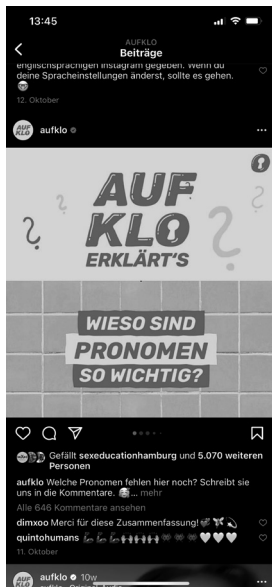 13:45
AUFKLO
Beiträge
englischsprachigen Instagram gegeben. Wenn du
deine Spracheinstellungen änderst, sollte es gehen.
12. Oktober
AUF
KLO
aufklo
AUF
KLO
ERKLÄRT'S
WIESO SIND
PRONOMEN
SO WICHTIG?
Gefällt sexeducationhamburg und 5.070 weiteren
Personen
aufklo Welche Pronomen fehlen hier noch? Schreibt sie
uns in die Kommentare. ... mehr
Alle 646 Kommentare ansehen
dimxoo Merci für diese Zusammenfassung!
quintohumans
11. Oktober
AUF
aufklo 10w